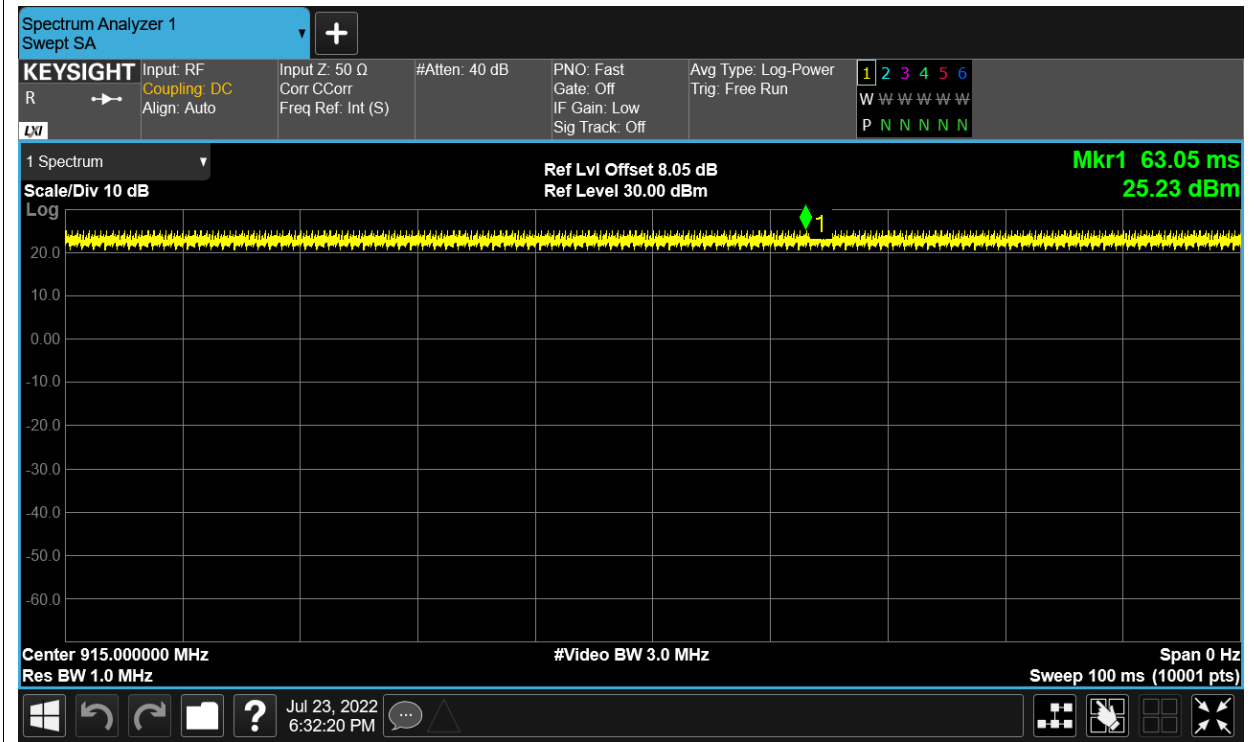 Spectrum Analyzer 1
Swept SA
KEYSIGHT
R
LXI
Input: RF
Coupling: DC
Align: Auto
Input Z: 50 Ω
Corr CCorr
Freq Ref: Int (S)
#Atten: 40 dB
PNO: Fast
Gate: Off
IF Gain: Low
Sig Track: Off
Avg Type: Log-Power
Trig: Free Run
1 2 3 4 5 6
W W W W W W
P N N N N N
1 Spectrum
Scale/Div 10 dB
Log
Ref Lvl Offset 8.05 dB
Ref Level 30.00 dBm
Mkr1 63.05 ms
25.23 dBm
1
20.0
10.0
0.00
-10.0
-20.0
-30.0
-40.0
-50.0
-60.0
Center 915.000000 MHz
Res BW 1.0 MHz
#Video BW 3.0 MHz
Span 0 Hz
Sweep 100 ms (10001 pts)
?
Jul 23, 2022
6:32:20 PM